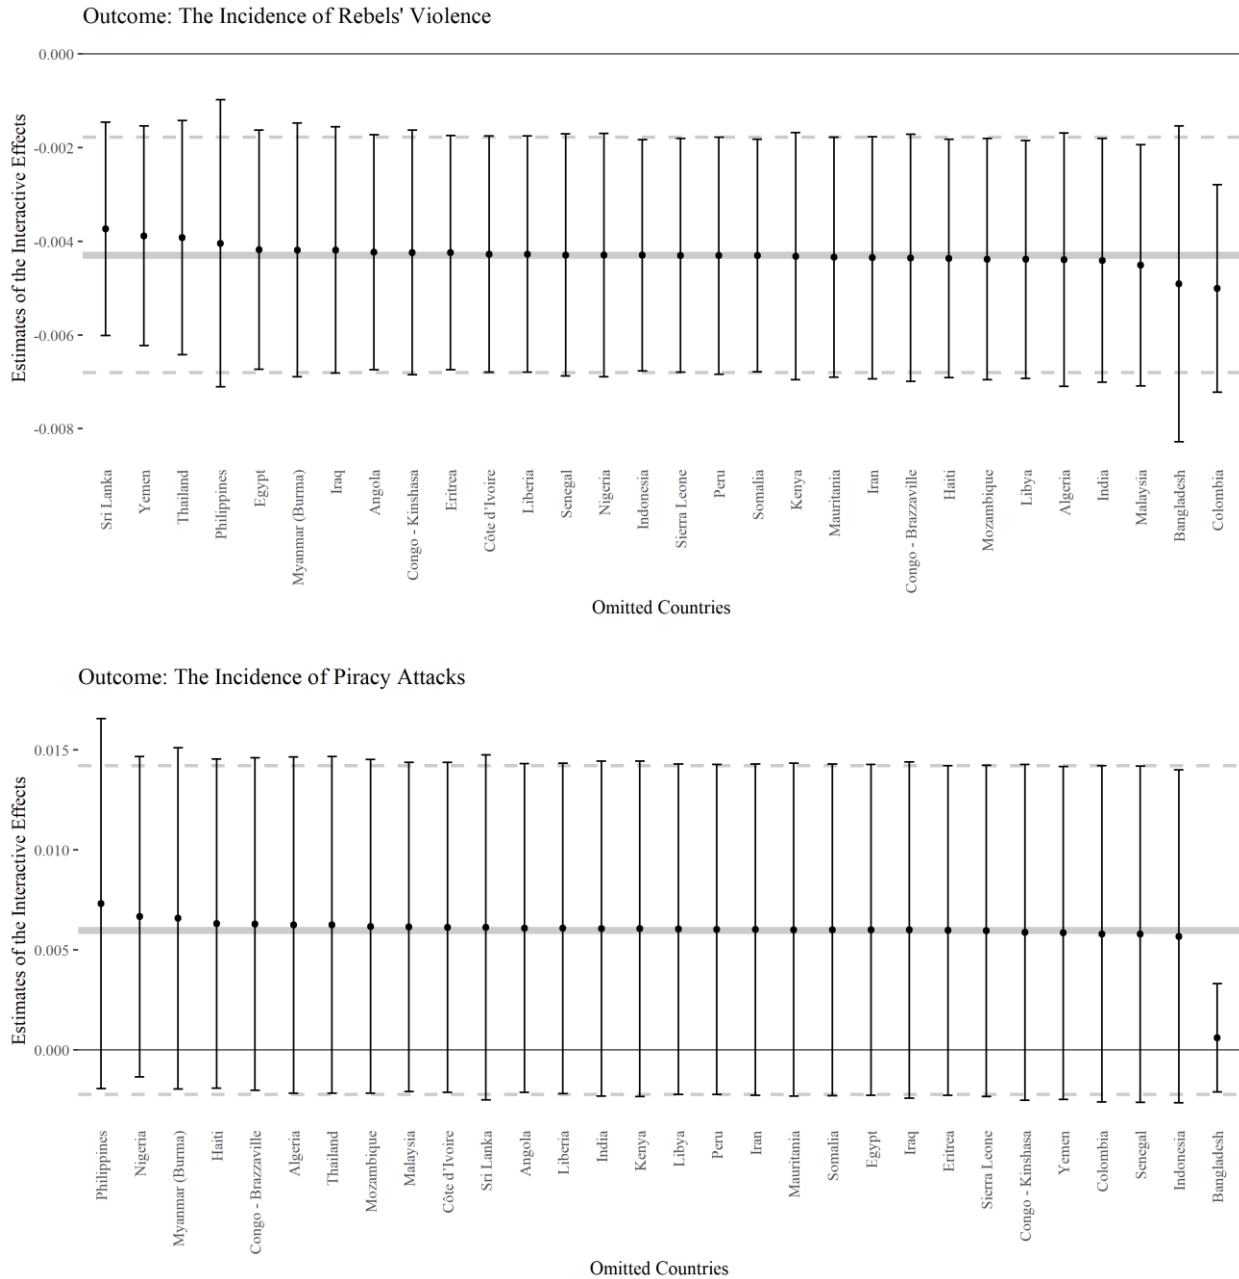 Outcome: The Incidence of Rebels' Violence
Estimates of the Interactive Effects
0.000
-0.002
-0.004
-0.006
-0.008
Sri Lanka
Yemen
Thailand
Philippines
Egypt
Myanmar (Burma)
Iraq
Angola
Congo - Kinshasa
Eritrea
Côte d'Ivoire
Liberia
Senegal
Nigeria
Indonesia
Sierra Leone
Peru
Somalia
Kenya
Mauritania
Iran
Congo - Brazzaville
Haiti
Mozambique
Libya
Algeria
India
Malaysia
Bangladesh
Colombia
Omitted Countries
Outcome: The Incidence of Piracy Attacks
Estimates of the Interactive Effects
0.015
0.010
0.005
0.000
Philippines
Nigeria
Myanmar (Burma)
Haiti
Congo - Brazzaville
Algeria
Thailand
Mozambique
Malaysia
Côte d'Ivoire
Sri Lanka
Angola
Liberia
India
Kenya
Libya
Peru
Iran
Mauritania
Somalia
Egypt
Iraq
Eritrea
Sierra Leone
Congo - Kinshasa
Yemen
Colombia
Senegal
Indonesia
Bangladesh
Omitted Countries